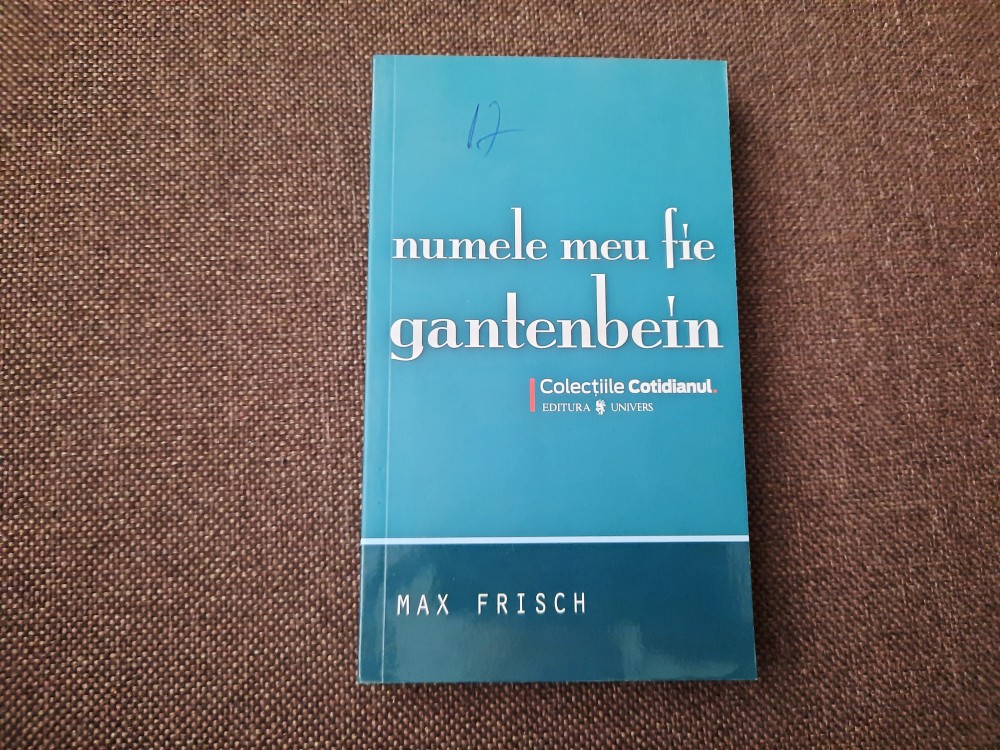 17
numele meu fie
gantenbein
Colecțiile Cotidianul.
EDITURA UNIVERS
MAX FRISCH